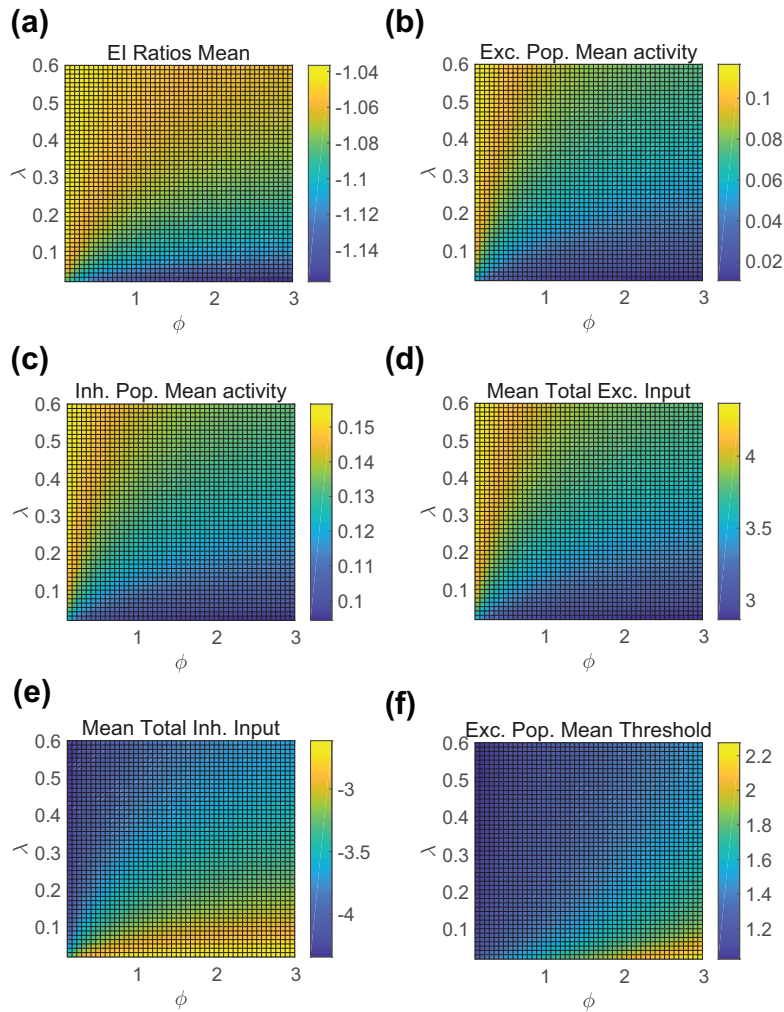 (a)
EI Ratios Mean
0.6
0.5
0.4
0.3
0.2
0.1
λ
1 2 3
ϕ
-1.04
-1.06
-1.08
-1.1
-1.12
-1.14
(b)
Exc. Pop. Mean activity
0.6
0.5
0.4
0.3
0.2
0.1
λ
1 2 3
ϕ
0.1
0.08
0.06
0.04
0.02
(c)
Inh. Pop. Mean activity
0.6
0.5
0.4
0.3
0.2
0.1
λ
1 2 3
ϕ
0.15
0.14
0.13
0.12
0.11
0.1
(d)
Mean Total Exc. Input
0.6
0.5
0.4
0.3
0.2
0.1
λ
1 2 3
ϕ
4
3.5
3
(e)
Mean Total Inh. Input
0.6
0.5
0.4
0.3
0.2
0.1
λ
1 2 3
ϕ
-3
-3.5
-4
(f)
Exc. Pop. Mean Threshold
0.6
0.5
0.4
0.3
0.2
0.1
λ
1 2 3
ϕ
2.2
2
1.8
1.6
1.4
1.2